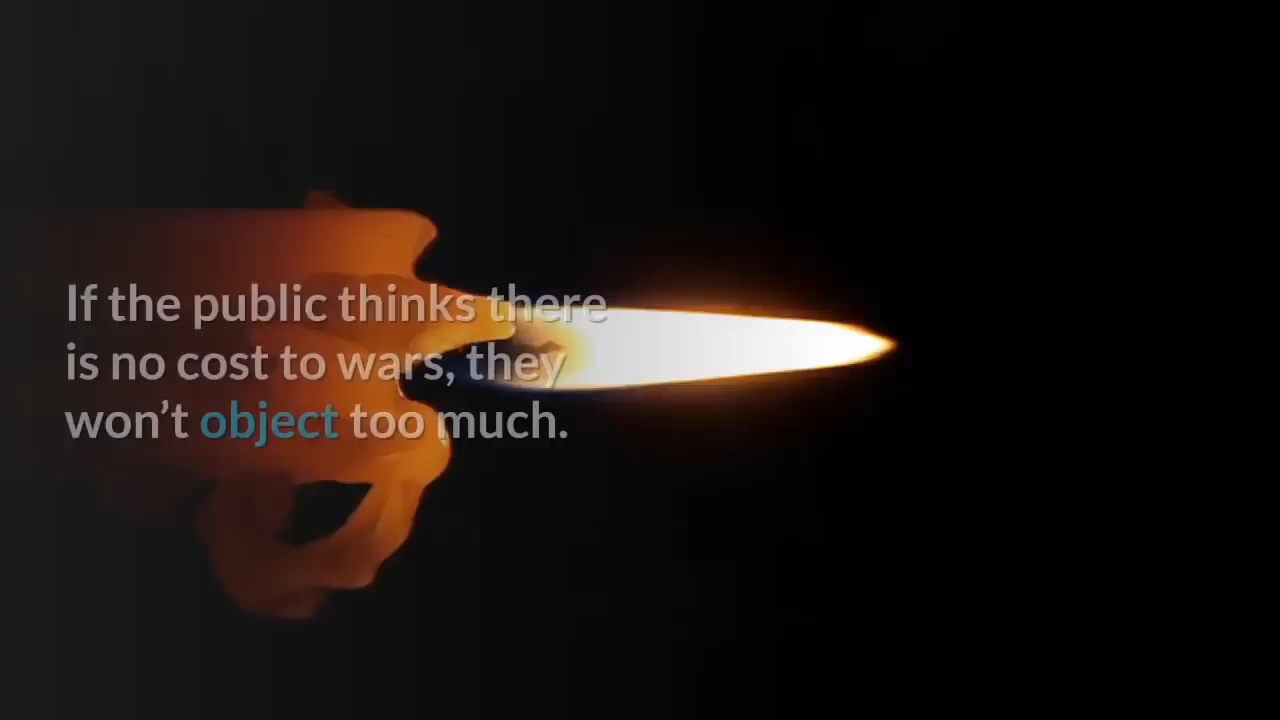 If the public thinks there
is no cost to wars, they
won’t object too much.